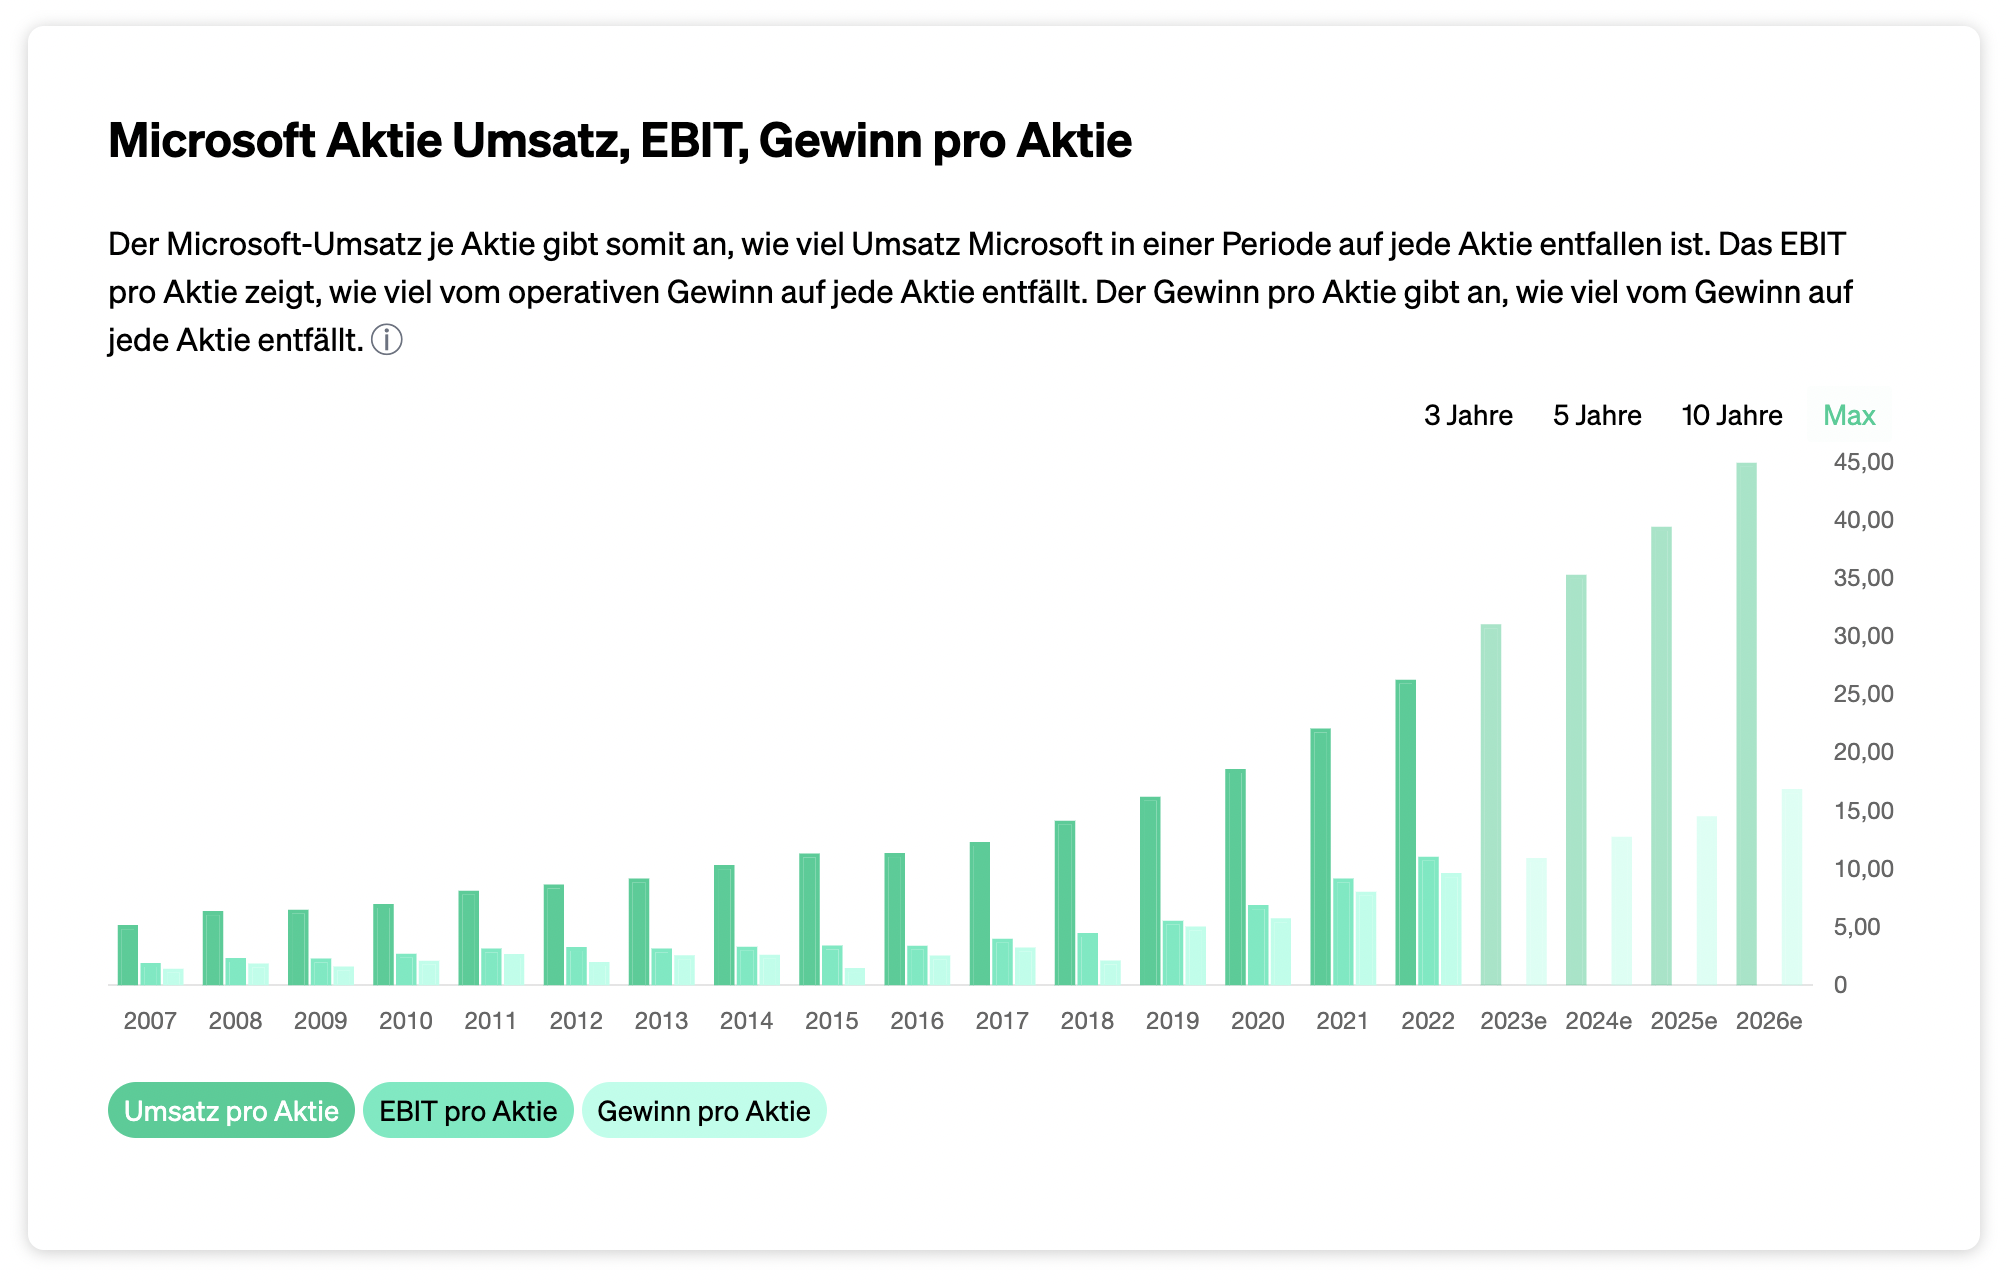 Microsoft Aktie Umsatz, EBIT, Gewinn pro Aktie
Der Microsoft-Umsatz je Aktie gibt somit an, wie viel Umsatz Microsoft in einer Periode auf jede Aktie entfallen ist. Das EBIT
pro Aktie zeigt, wie viel vom operativen Gewinn auf jede Aktie entfällt. Der Gewinn pro Aktie gibt an, wie viel vom Gewinn auf
jede Aktie entfällt. ⓘ
3 Jahre 5 Jahre 10 Jahre Max
45,00
40,00
35,00
30,00
25,00
20,00
15,00
10,00
5,00
0
2007 2008 2009 2010 2011 2012 2013 2014 2015 2016 2017 2018 2019 2020 2021 2022 2023e 2024e 2025e 2026e
Umsatz pro Aktie EBIT pro Aktie Gewinn pro Aktie